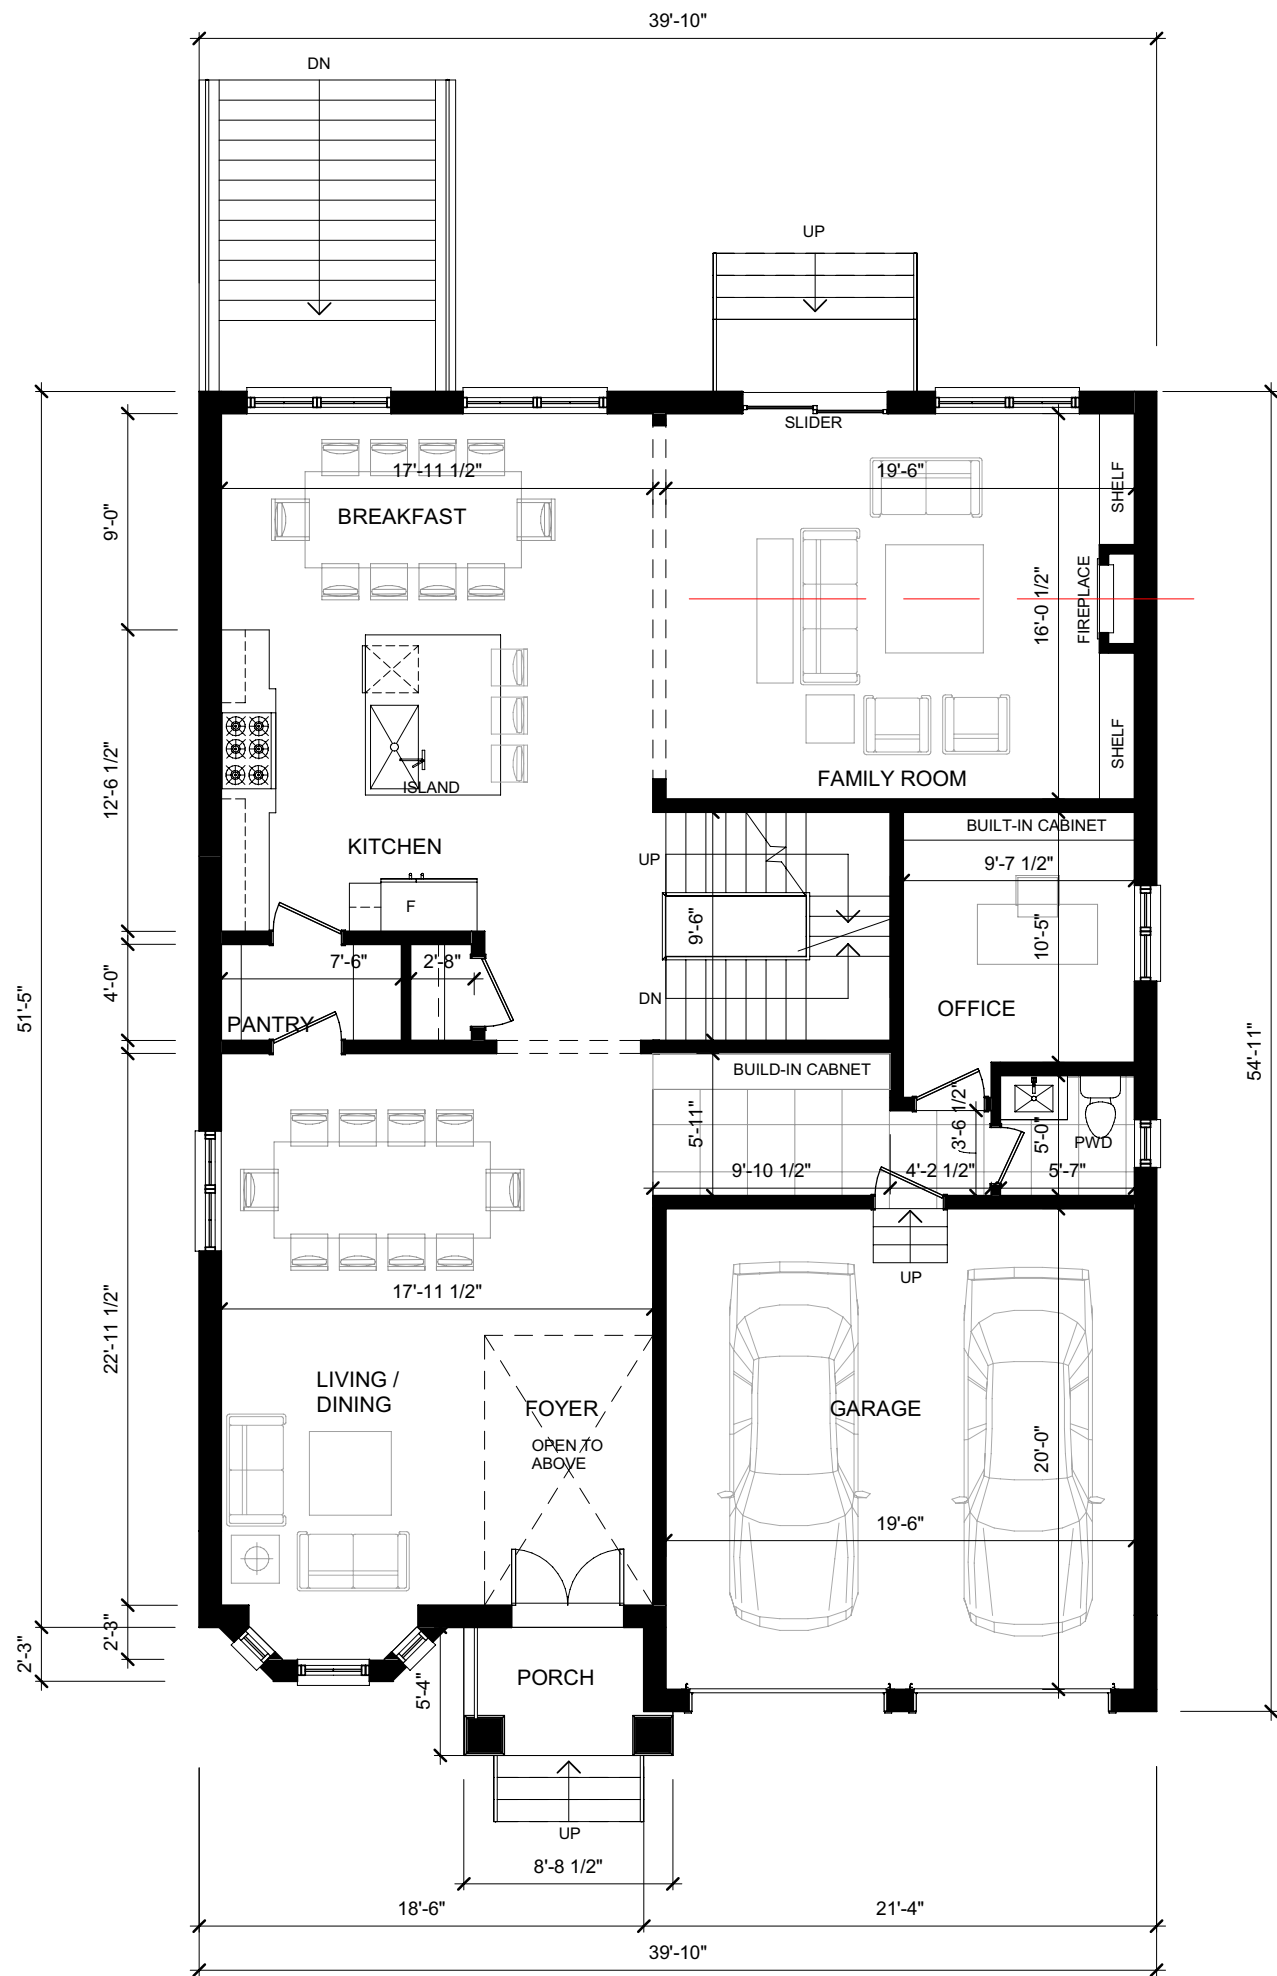 39'-10"
DN
UP
SLIDER
17'-11 1/2"
19'-6"
BREAKFAST
SHELF
9'-0"
FIREPLACE
16'-0 1/2"
SHELF
12'-6 1/2"
ISLAND
FAMILY ROOM
KITCHEN
BUILT-IN CABINET
UP
9'-7 1/2"
F
9'-6"
10'-5"
7'-6"
2'-8"
4'-0"
DN
OFFICE
51'-5"
PANTRY
54'-11"
BUILD-IN CABNET
5'-11"
3'-6 1/2"
5'-0"
PWD
9'-10 1/2"
4'-2 1/2"
5'-7"
UP
17'-11 1/2"
22'-11 1/2"
LIVING /
DINING
FOYER
OPEN TO
ABOVE
GARAGE
20'-0"
19'-6"
2'-3"
2'-3"
5'-4"
PORCH
UP
8'-8 1/2"
18'-6"
21'-4"
39'-10"